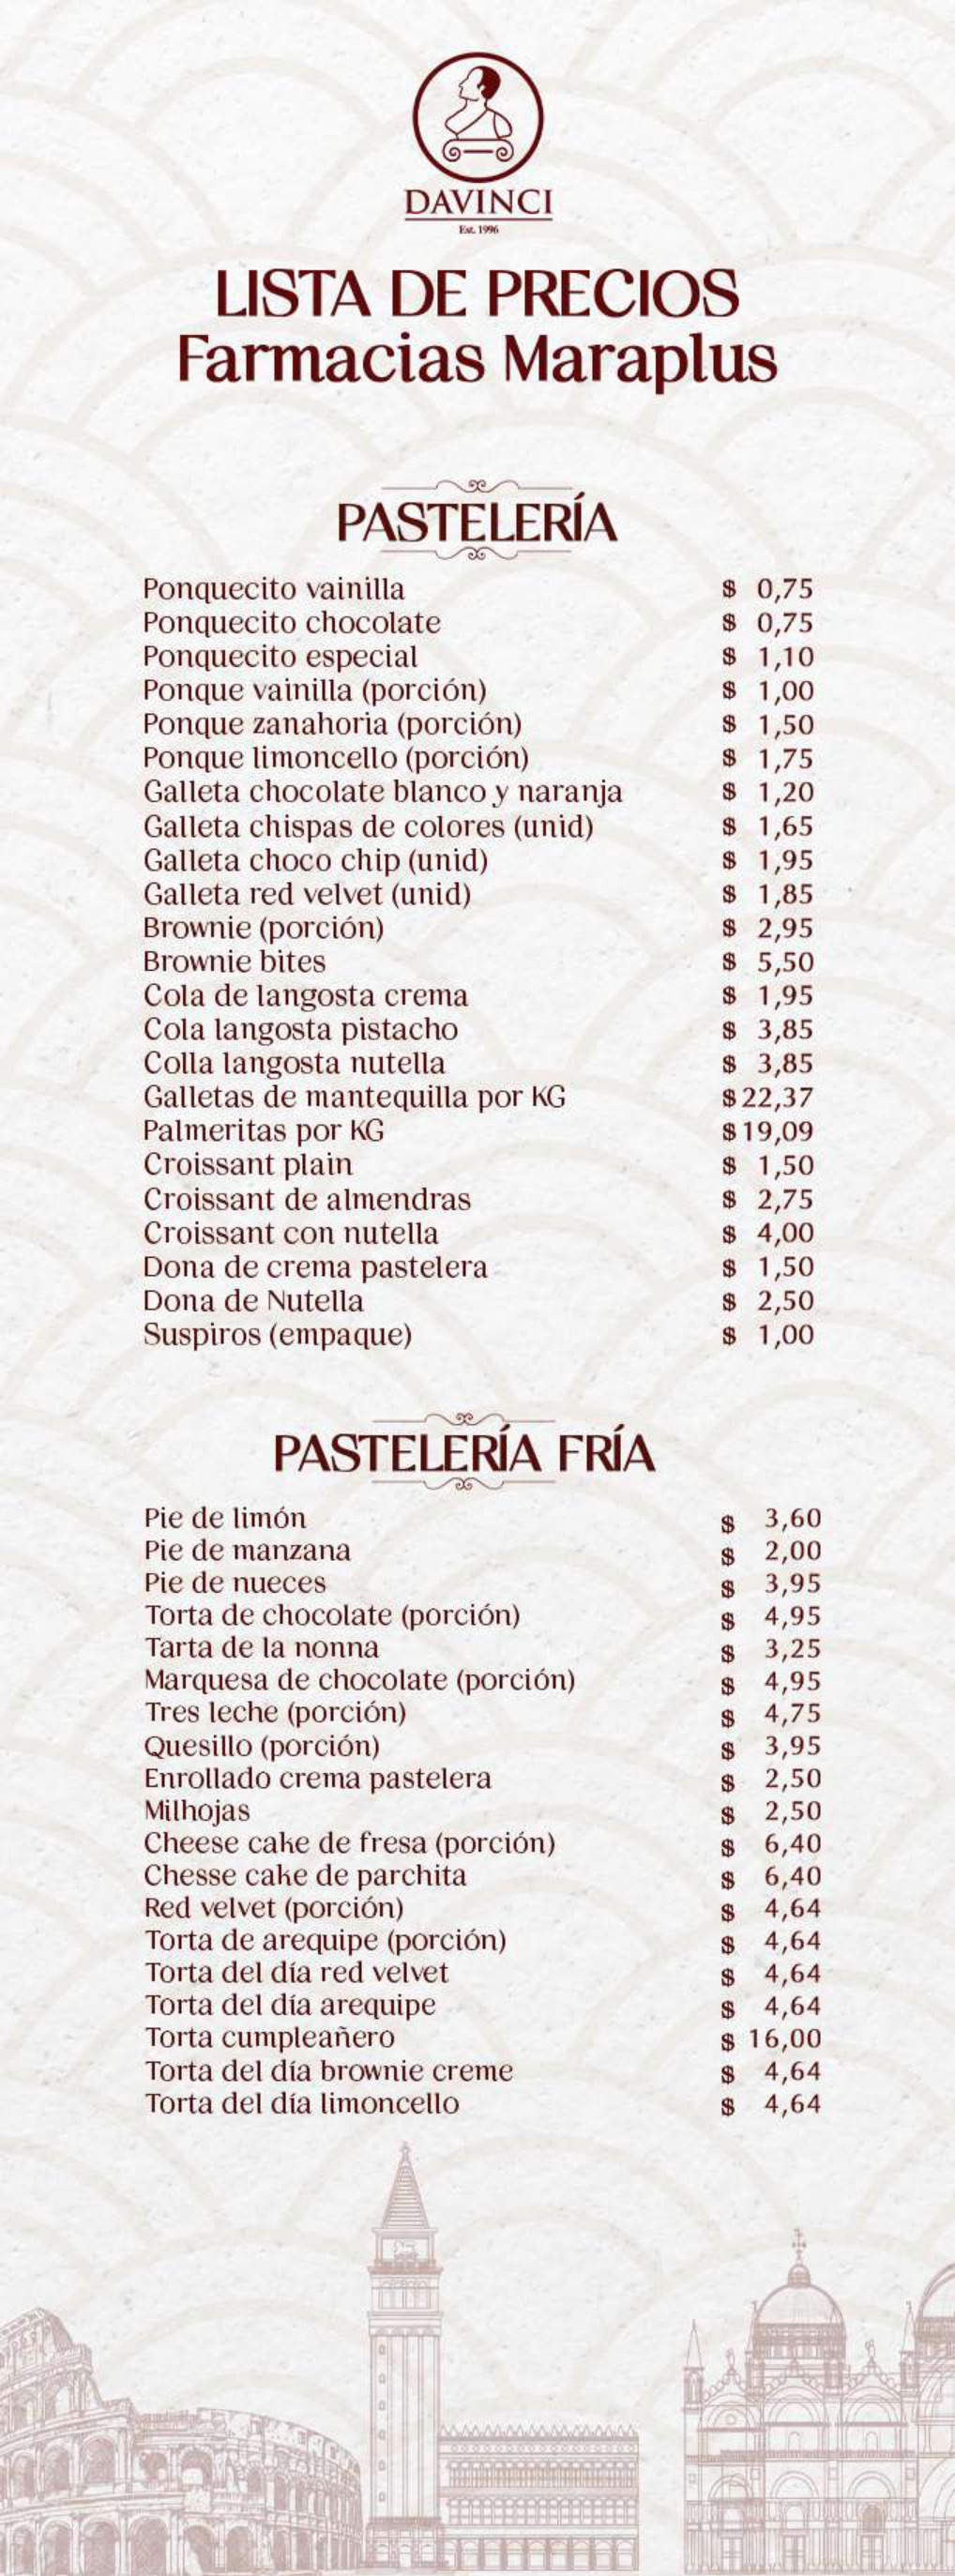 DAVINCI
Est. 1996
LISTA DE PRECIOS
Farmacias Maraplus
PASTELERÍA
Ponquecito vainilla $ 0,75
Ponquecito chocolate $ 0,75
Ponquecito especial $ 1,10
Ponque vainilla (porción) $ 1,00
Ponque zanahoria (porción) $ 1,50
Ponque limoncello (porción) $ 1,75
Galleta chocolate blanco y naranja $ 1,20
Galleta chispas de colores (unid) $ 1,65
Galleta choco chip (unid) $ 1,95
Galleta red velvet (unid) $ 1,85
Brownie (porción) $ 2,95
Brownie bites $ 5,50
Cola de langosta crema $ 1,95
Cola langosta pistacho $ 3,85
Colla langosta nutella $ 3,85
Galletas de mantequilla por KG $ 22,37
Palmeritas por KG $ 19,09
Croissant plain $ 1,50
Croissant de almendras $ 2,75
Croissant con nutella $ 4,00
Dona de crema pastelera $ 1,50
Dona de Nutella $ 2,50
Suspiros (empaque) $ 1,00
PASTELERÍA FRÍA
Pie de limón $ 3,60
Pie de manzana $ 2,00
Pie de nueces $ 3,95
Torta de chocolate (porción) $ 4,95
Tarta de la nonna $ 3,25
Marquesa de chocolate (porción) $ 4,95
Tres leche (porción) $ 4,75
Quesillo (porción) $ 3,95
Enrollado crema pastelera $ 2,50
Milhojas $ 2,50
Cheese cake de fresa (porción) $ 6,40
Chesse cake de parchita $ 6,40
Red velvet (porción) $ 4,64
Torta de arequipe (porción) $ 4,64
Torta del día red velvet $ 4,64
Torta del día arequipe $ 4,64
Torta cumpleañero $ 16,00
Torta del día brownie creme $ 4,64
Torta del día limoncello $ 4,64